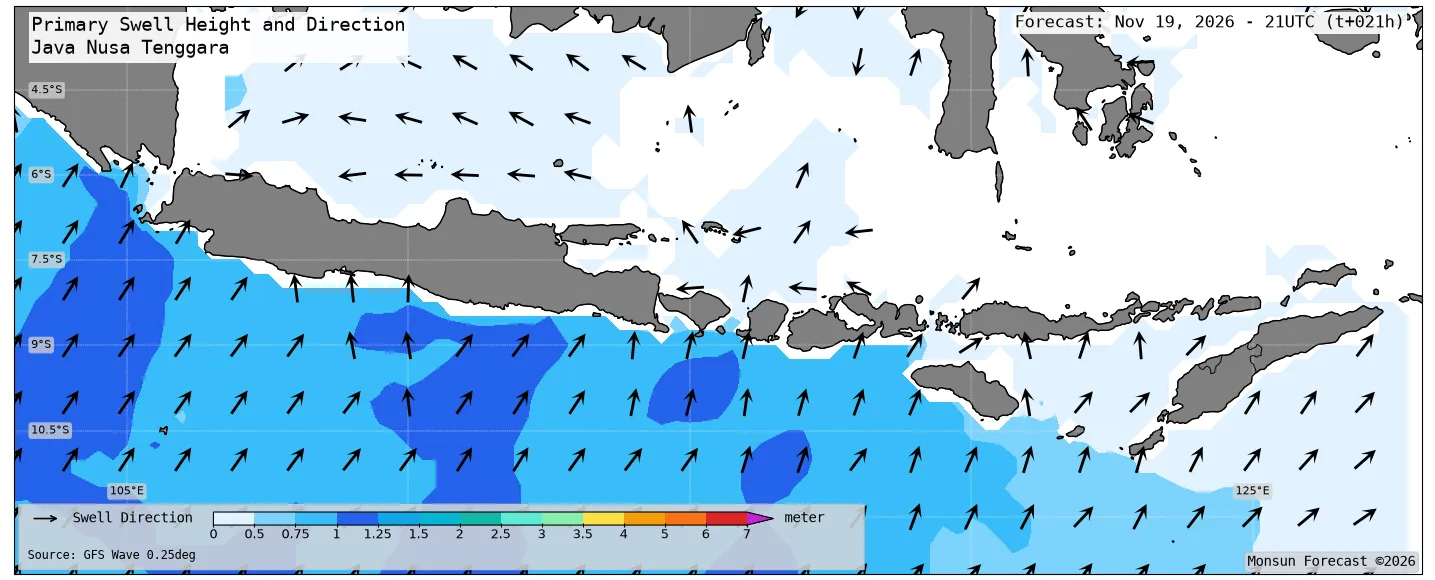 Primary Swell Height and Direction
Java Nusa Tenggara
Forecast: Nov 19, 2026 - 21UTC (t+021h)
4.5°S
6°S
7.5°S
9°S
10.5°S
105°E
125°E
Swell Direction
0 0.5 0.75 1 1.25 1.5 2 2.5 3 3.5 4 5 6 7
meter
Source: GFS Wave 0.25deg
Monsun Forecast ©2026